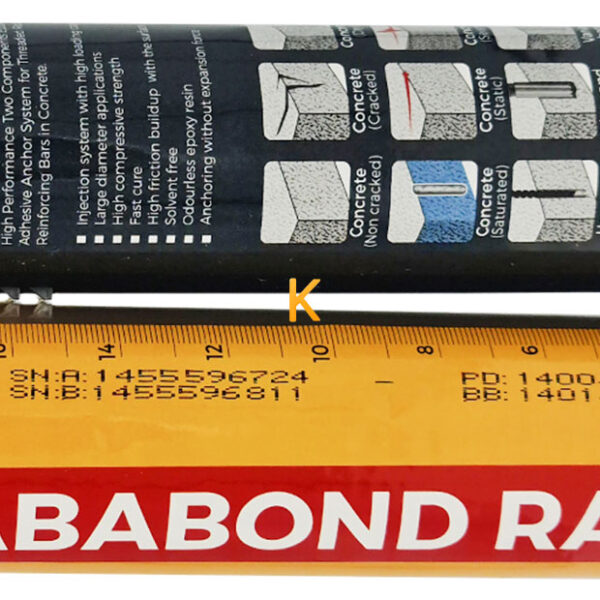 High Performance Two Components
Adhesive Anchor System for Threaded
Reinforcing Bars in Concrete.
Injection system with high loading
Large diameter applications
High compressive strength
Fast cure
High friction buildup with the
Solvent free
Odourless epoxy resin
Anchoring without expansion
Concrete
(Cracked)
Concrete
(Static)
Concrete
(Non cracked)
Concrete
(Saturated)
K
14 12 10 8 6
SN:A:1455596724 – PD:1400
SN:B:1455596811 BB:1401
ABABOND RA